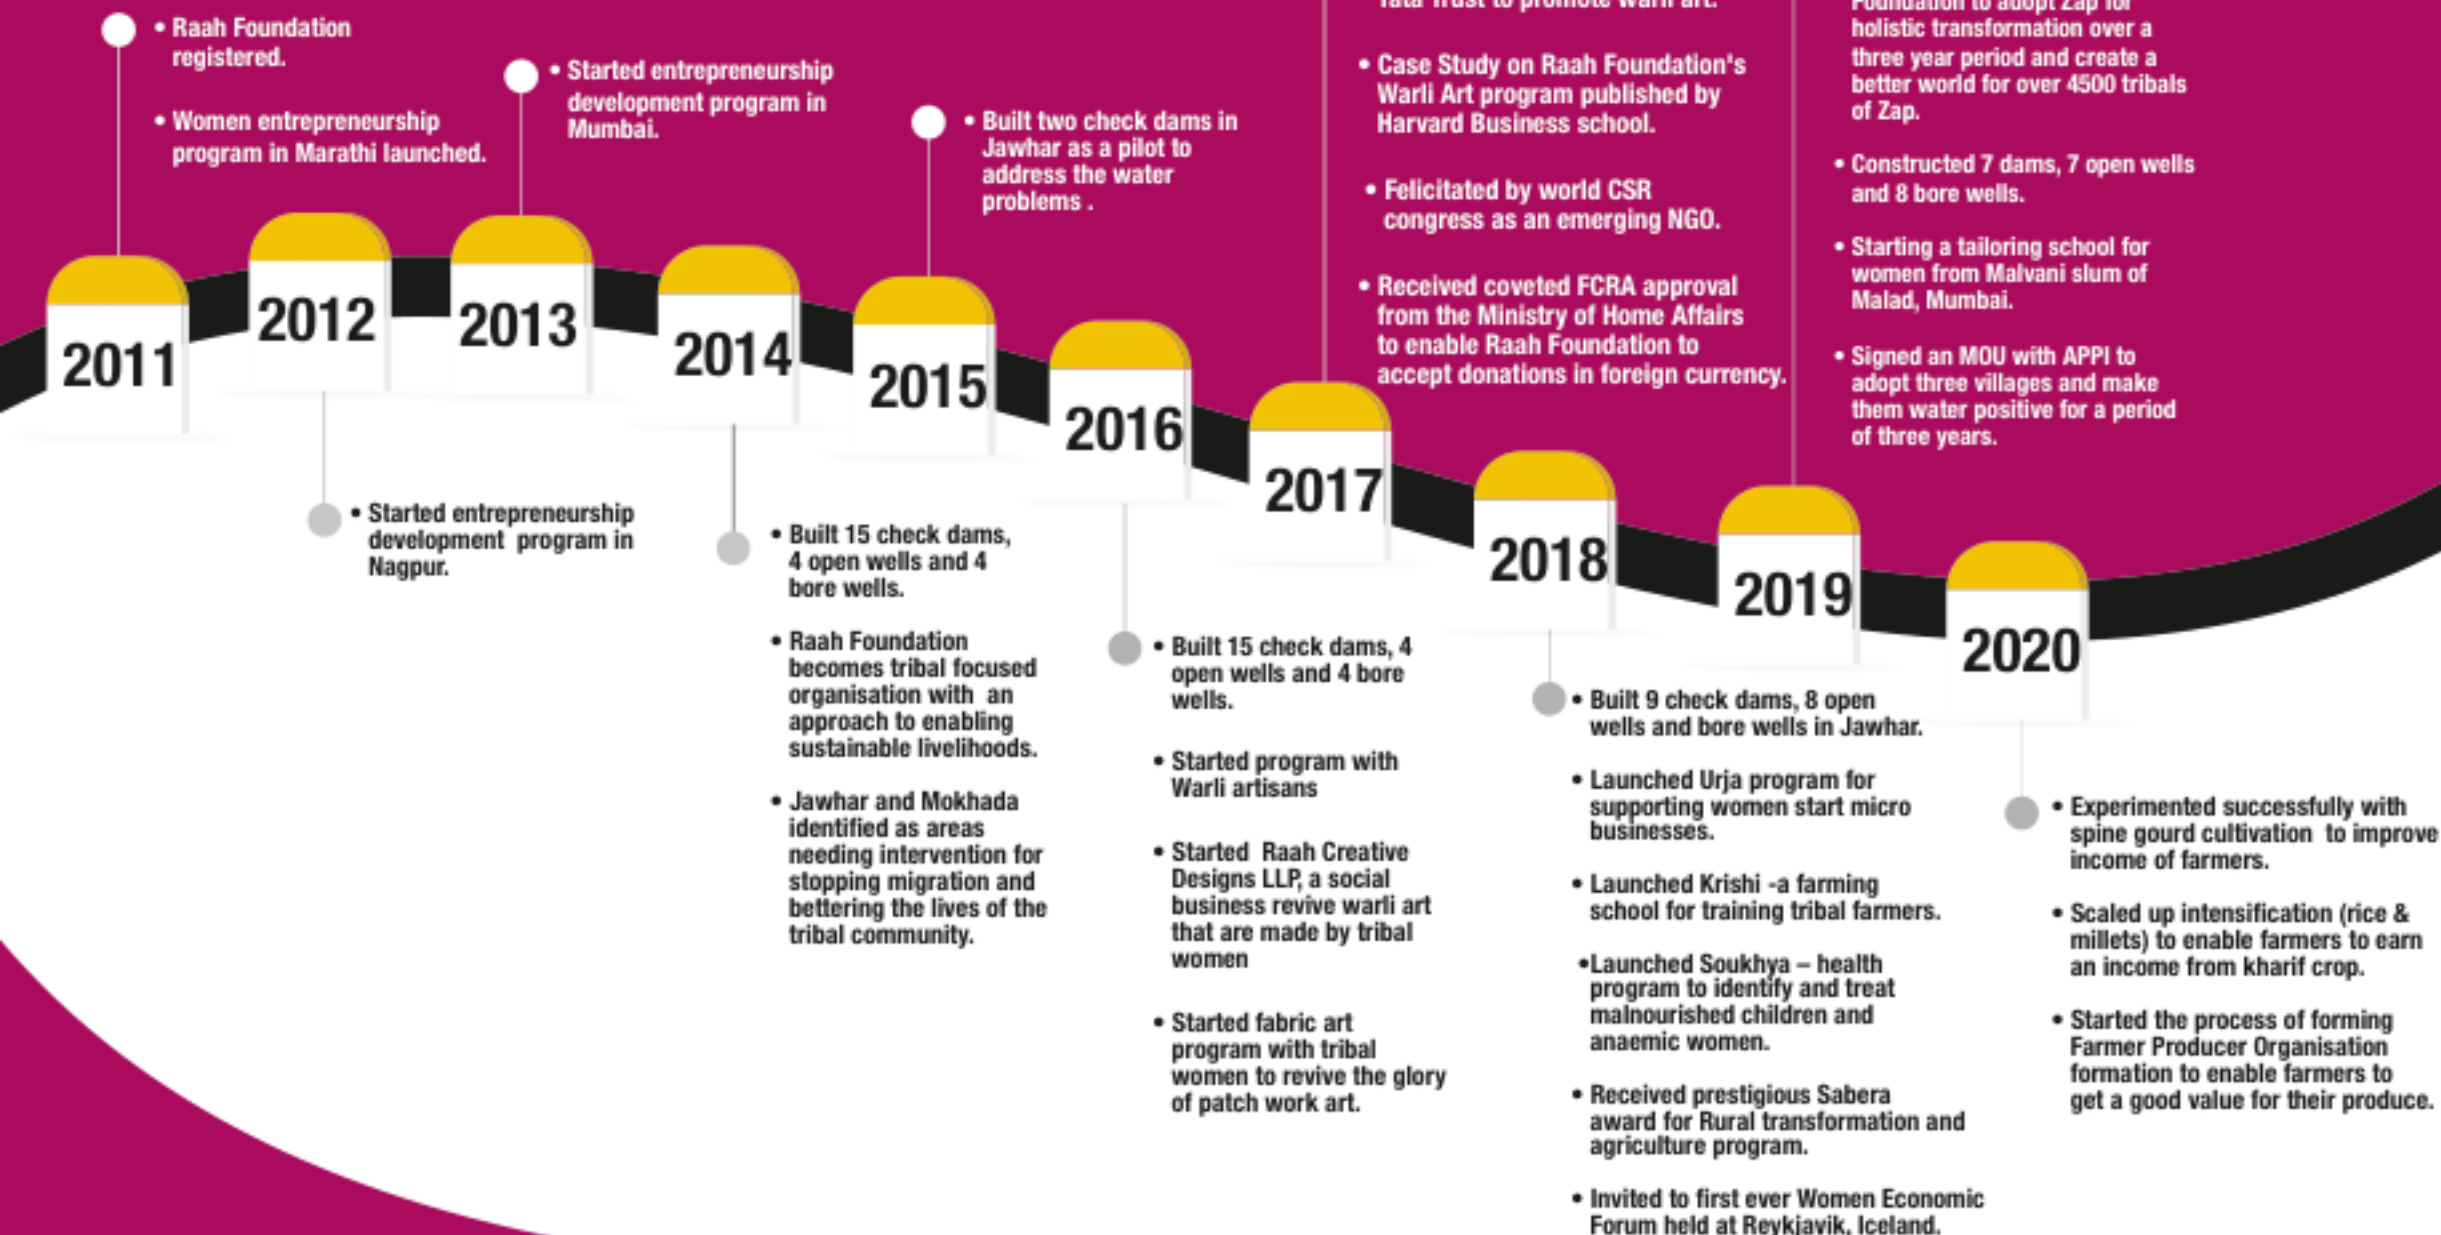 2011
• Raah Foundation
registered.
• Women entrepreneurship
program in Marathi launched.
2012
• Started entrepreneurship
development program in
Nagpur.
2013
• Started entrepreneurship
development program in
Mumbai.
2014
• Built 15 check dams,
4 open wells and 4
bore wells.
• Raah Foundation
becomes tribal focused
organisation with an
approach to enabling
sustainable livelihoods.
• Jawhar and Mokhada
identified as areas
needing intervention for
stopping migration and
bettering the lives of the
tribal community.
2015
• Built two check dams in
Jawhar as a pilot to
address the water
problems .
2016
• Built 15 check dams, 4
open wells and 4 bore
wells.
• Started program with
Warli artisans
• Started Raah Creative
Designs LLP, a social
business revive warli art
that are made by tribal
women
• Started fabric art
program with tribal
women to revive the glory
of patch work art.
2017
Tata Trust to promote warli art.
• Case Study on Raah Foundation's
Warli Art program published by
Harvard Business school.
• Felicitated by world CSR
congress as an emerging NGO.
• Received coveted FCRA approval
from the Ministry of Home Affairs
to enable Raah Foundation to
accept donations in foreign currency.
2018
• Built 9 check dams, 8 open
wells and bore wells in Jawhar.
• Launched Urja program for
supporting women start micro
businesses.
• Launched Krishi -a farming
school for training tribal farmers.
•Launched Soukhya – health
program to identify and treat
malnourished children and
anaemic women.
• Received prestigious Sabera
award for Rural transformation and
agriculture program.
• Invited to first ever Women Economic
Forum held at Reykjavik, Iceland.
2019
Foundation to adopt Zap for
holistic transformation over a
three year period and create a
better world for over 4500 tribals
of Zap.
• Constructed 7 dams, 7 open wells
and 8 bore wells.
• Starting a tailoring school for
women from Malvani slum of
Malad, Mumbai.
• Signed an MOU with APPI to
adopt three villages and make
them water positive for a period
of three years.
2020
• Experimented successfully with
spine gourd cultivation to improve
income of farmers.
• Scaled up intensification (rice &
millets) to enable farmers to earn
an income from kharif crop.
• Started the process of forming
Farmer Producer Organisation
formation to enable farmers to
get a good value for their produce.